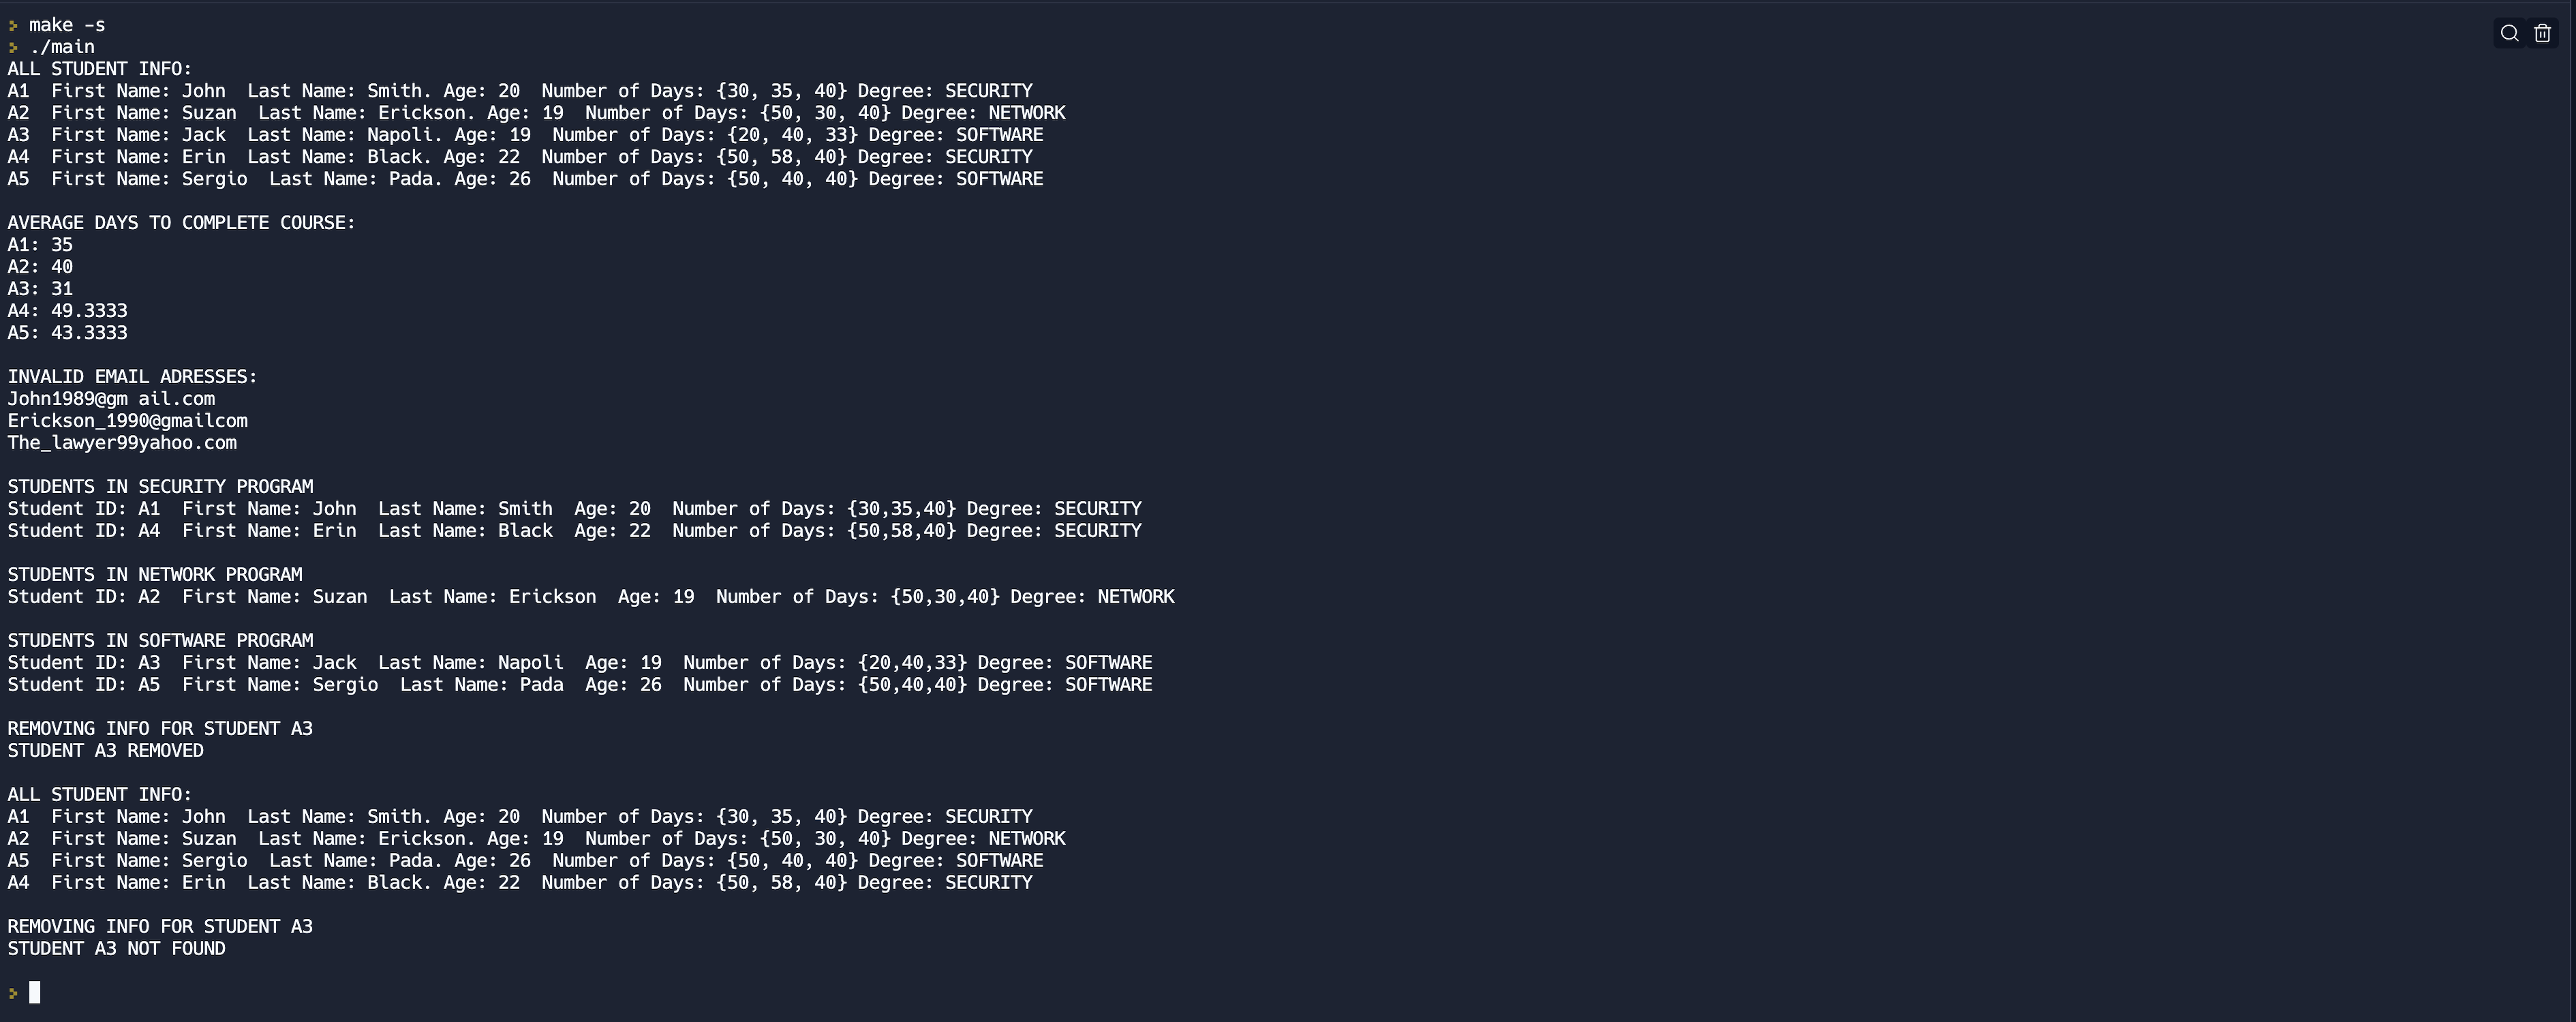 make -s
./main
ALL STUDENT INFO:
A1  First Name: John  Last Name: Smith. Age: 20  Number of Days: {30, 35, 40} Degree: SECURITY
A2  First Name: Suzan  Last Name: Erickson. Age: 19  Number of Days: {50, 30, 40} Degree: NETWORK
A3  First Name: Jack  Last Name: Napoli. Age: 19  Number of Days: {20, 40, 33} Degree: SOFTWARE
A4  First Name: Erin  Last Name: Black. Age: 22  Number of Days: {50, 58, 40} Degree: SECURITY
A5  First Name: Sergio  Last Name: Pada. Age: 26  Number of Days: {50, 40, 40} Degree: SOFTWARE

AVERAGE DAYS TO COMPLETE COURSE:
A1: 35
A2: 40
A3: 31
A4: 49.3333
A5: 43.3333

INVALID EMAIL ADRESSES:
John1989@gm ail.com
Erickson_1990@gmailcom
The_lawyer99yahoo.com

STUDENTS IN SECURITY PROGRAM
Student ID: A1  First Name: John  Last Name: Smith  Age: 20  Number of Days: {30,35,40} Degree: SECURITY
Student ID: A4  First Name: Erin  Last Name: Black  Age: 22  Number of Days: {50,58,40} Degree: SECURITY

STUDENTS IN NETWORK PROGRAM
Student ID: A2  First Name: Suzan  Last Name: Erickson  Age: 19  Number of Days: {50,30,40} Degree: NETWORK

STUDENTS IN SOFTWARE PROGRAM
Student ID: A3  First Name: Jack  Last Name: Napoli  Age: 19  Number of Days: {20,40,33} Degree: SOFTWARE
Student ID: A5  First Name: Sergio  Last Name: Pada  Age: 26  Number of Days: {50,40,40} Degree: SOFTWARE

REMOVING INFO FOR STUDENT A3
STUDENT A3 REMOVED

ALL STUDENT INFO:
A1  First Name: John  Last Name: Smith. Age: 20  Number of Days: {30, 35, 40} Degree: SECURITY
A2  First Name: Suzan  Last Name: Erickson. Age: 19  Number of Days: {50, 30, 40} Degree: NETWORK
A5  First Name: Sergio  Last Name: Pada. Age: 26  Number of Days: {50, 40, 40} Degree: SOFTWARE
A4  First Name: Erin  Last Name: Black. Age: 22  Number of Days: {50, 58, 40} Degree: SECURITY

REMOVING INFO FOR STUDENT A3
STUDENT A3 NOT FOUND